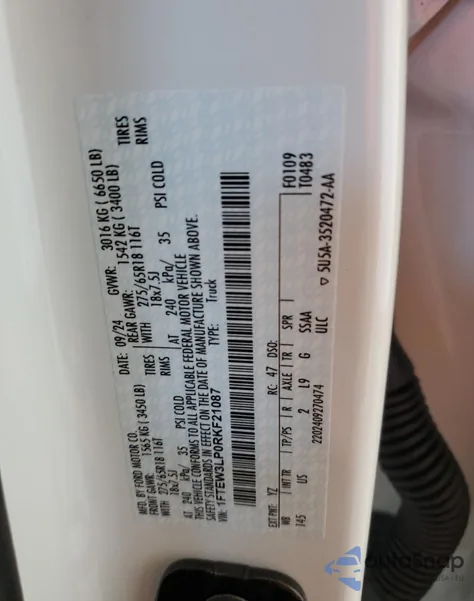 MFD. BY FORD MOTOR CO.
DATE: 09/24 GVWR: 3016 KG ( 6650 LB)
FRONT GAWR: 1565 KG ( 3450 LB) REAR GAWR: 1542 KG ( 3400 LB)
WITH 275/65R18 116T TIRES WITH 275/65R18 116T TIRES
18x7.5J RIMS 18x7.5J RIMS
AT 240 kPa/ 35 PSI COLD AT 240 kPa/ 35 PSI COLD
THIS VEHICLE CONFORMS TO ALL APPLICABLE FEDERAL MOTOR VEHICLE
SAFETY STANDARDS IN EFFECT ON THE DATE OF MANUFACTURE SHOWN ABOVE.
1FTEW3LP0RKF21087 TYPE: Truck
F0109
T0483
EXT PNT: YZ RC: 47 DSO:
WB INT TR TP/PS R AXLE TR SPR
145 US 2 L9 G SSAA
2202409270474 ULC
5U5A-3520472-AA
autosnap